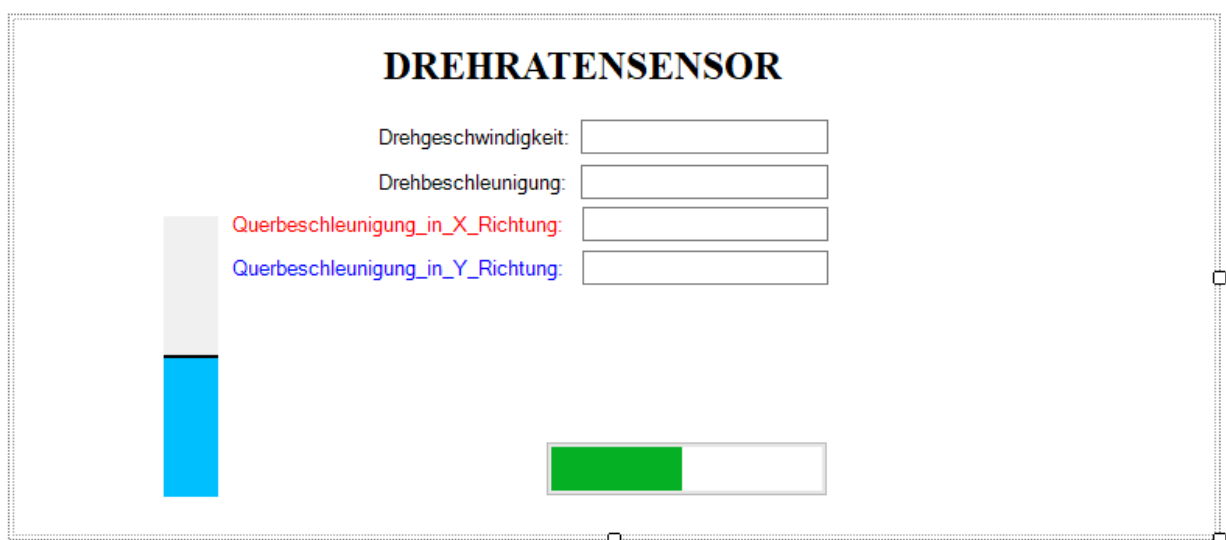 DREHRATENSENSOR
Drehgeschwindigkeit:
Drehbeschleunigung:
Querbeschleunigung_in_X_Richtung:
Querbeschleunigung_in_Y_Richtung: